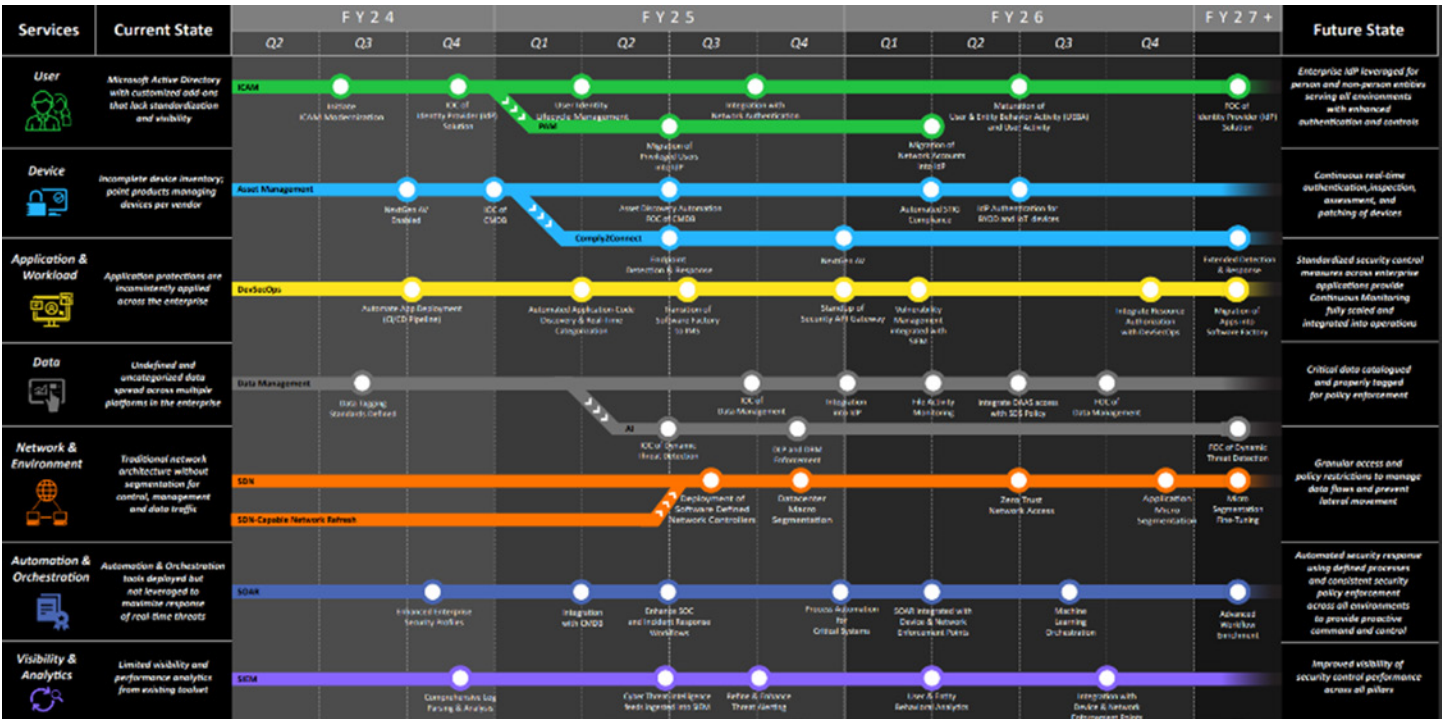 Services
Current State
FY24
FY25
FY26
FY27+
Future State
Q2
Q3
Q4
Q1
Q2
Q3
Q4
Q1
Q2
Q3
Q4
User
Microsoft Active Directory
with customized add-ons
that lack standardization
and visibility
ICAM
Initiate
ICAM Modernization
IOC of
Identity Provider (IdP)
Solution
User Identity
Lifecycle Management
Integration with
Network Authentication
Maturation of
User & Entity Behavior Activity (UEBA)
and User Activity
FOC of
Identity Provider (IdP)
Solution
PAM
Migration of
Privileged Users
into IdP
Migration of
Network Accounts
into IdP
Enterprise IdP leveraged for
person and non-person entities
serving all environments
with enhanced
authentication and controls
Device
Incomplete device inventory;
point products managing
devices per vendor
Asset Management
NextGen AV
Enabled
IOC of
CMDB
Asset Discovery Automation
FOC of CMDB
Automated STIG
Compliance
IdP Authentication for
BYOD and IoT devices
Comply2Connect
Endpoint
Detection & Response
NextGen AV
Extended Detection
& Response
Continuous real-time
authentication,inspection,
assessment, and
patching of devices
Application &
Workload
Application protections are
inconsistently applied
across the enterprise
DevSecOps
Automate App Deployment
(CI/CD Pipeline)
Automated Application Code
Discovery & Real-Time
Categorization
Transition of
Software Factory
to
Standup of
Security API Gateway
Vulnerability
Management
integrated with
SIEM
Integrate Resource
Authorization
with DevSecOps
Migration of
Apps into
Software Factory
Standardized security control
measures across enterprise
applications provide
Continuous Monitoring
fully scaled and
integrated into operations
Data
Undefined and
uncategorized data
spread across multiple
platforms in the enterprise
Data Management
Data Tagging
Standards Defined
IOC of
Data Management
Integration
into IdP
File Activity
Monitoring
Integrate DAAS access
with SDS Policy
FOC of
Data Management
AI
IOC of Dynamic
Threat Detection
DLP and DRM
Enforcement
FOC of Dynamic
Threat Detection
Critical data catalogued
and properly tagged
for policy enforcement
Network &
Environment
Traditional network
architecture without
segmentation for
control, management
and data traffic
SDN
SDN-Capable Network Refresh
Deployment of
Software Defined
Network Controllers
Datacenter
Macro
Segmentation
Zero Trust
Network Access
Application
Micro
Segmentation
Micro
Segmentation
Fine-Tuning
Granular access and
policy restrictions to manage
data flows and prevent
lateral movement
Automation &
Orchestration
Automation & Orchestration
tools deployed but
not leveraged to
maximize response
of real-time threats
SOAR
Enhanced Enterprise
Security Profiles
Integration
with CMDB
Enhance SOC
and Incident Response
Workflows
Process Automation
for
Critical Systems
SOAR Integrated with
Device & Network
Enforcement Points
Machine
Learning
Orchestration
Advanced
Workflow
Enrichment
Automated security response
using defined processes
and consistent security
policy enforcement
across all environments
to provide proactive
command and control
Visibility &
Analytics
Limited visibility and
performance analytics
from existing toolset
SIEM
Comprehensive Log
Parsing & Analysis
Cyber Threat Intelligence
feeds ingested into SIEM
Refine & Enhance
Threat Alerting
User & Entity
Behavioral Analytics
Integration with
Device & Network
Enforcement Points
Improved visibility of
security control performance
across all pillars